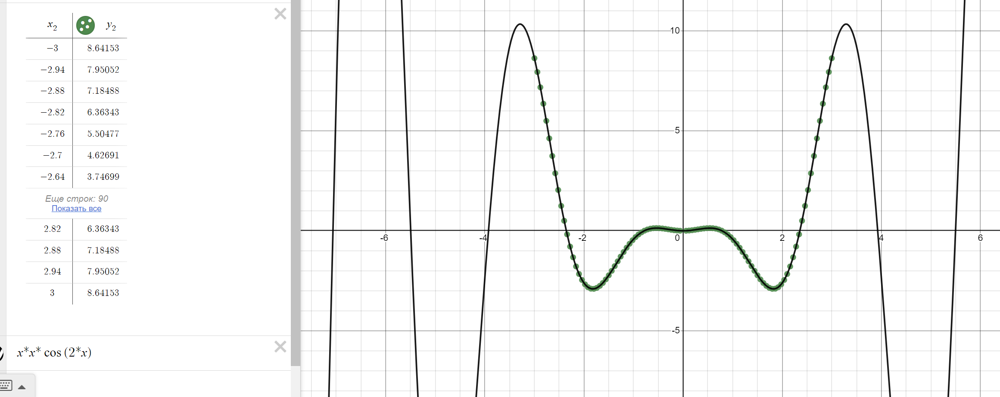 x₂ y₂
−3 8.64153
−2.94 7.95052
−2.88 7.18488
−2.82 6.36343
−2.76 5.50477
−2.7 4.62691
−2.64 3.74699
Еще строк: 90
Показать все
2.82 6.36343
2.88 7.18488
2.94 7.95052
3 8.64153
x*x* cos (2*x)
10
5
-6 -4 -2 0 2 4 6
-5